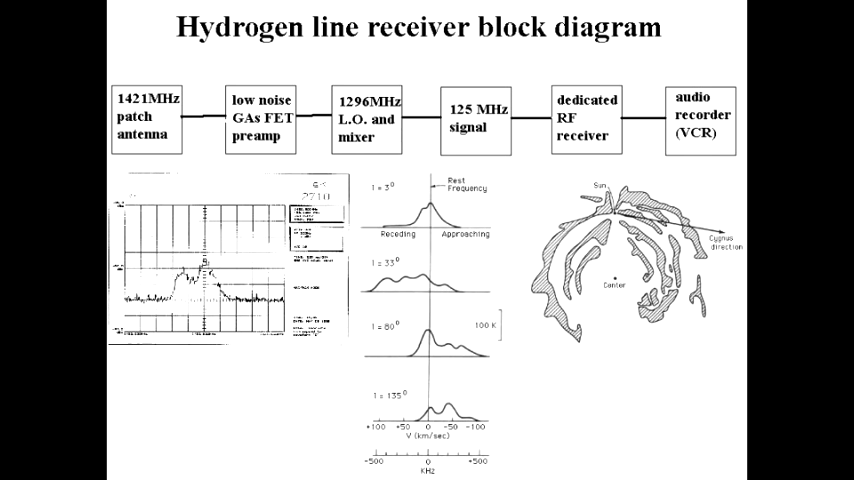 Hydrogen line receiver block diagram
1421MHz
patch
antenna
low noise
GAs FET
preamp
1296MHz
L.O. and
mixer
125 MHz
signal
dedicated
RF
receiver
audio
recorder
(VCR)
2710
l = 3°
Rest
Frequency
Receding
Approaching
l = 33°
l = 80°
100 K
l = 135°
+100 +50 0 -50 -100
V (km/sec)
-500 0 +500
KHz
Sun
Cygnus
direction
Center